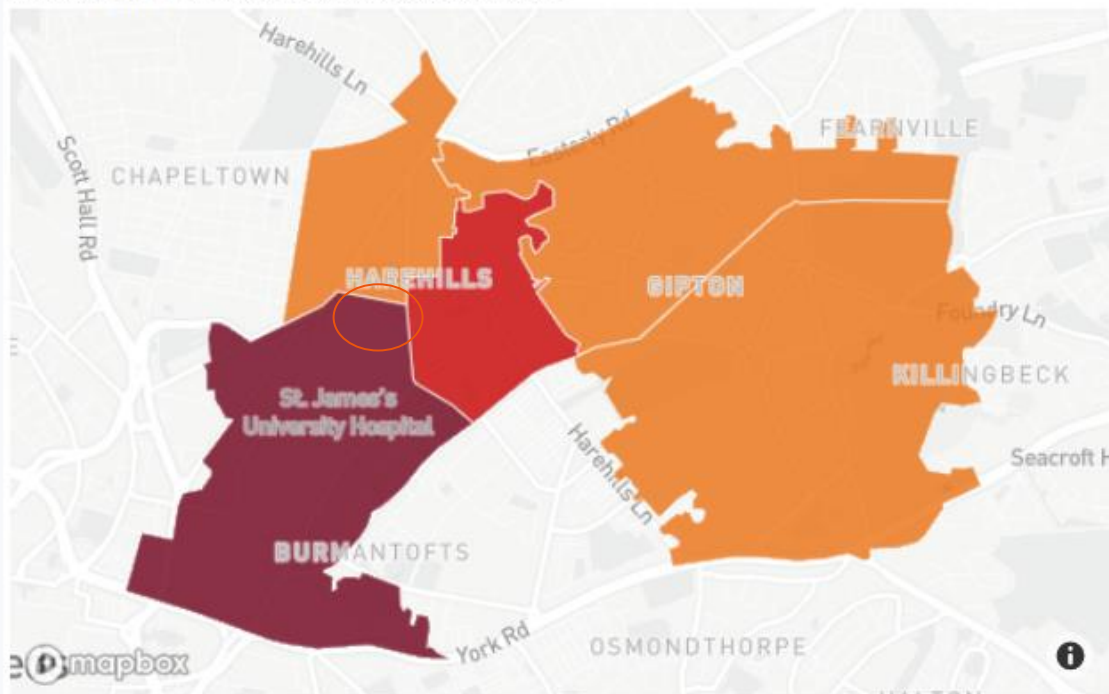 Harehills Ln
Scott Hall Rd
CHAPELTOWN
Easterly Rd
FEARNVILLE
HAREHILLS
GIPTON
Foundry Ln
KILLINGBECK
St. James's
University Hospital
Harehills Ln
Seacroft H
BURMANTOFTS
York Rd
OSMONDTHORPE
mapbox
i